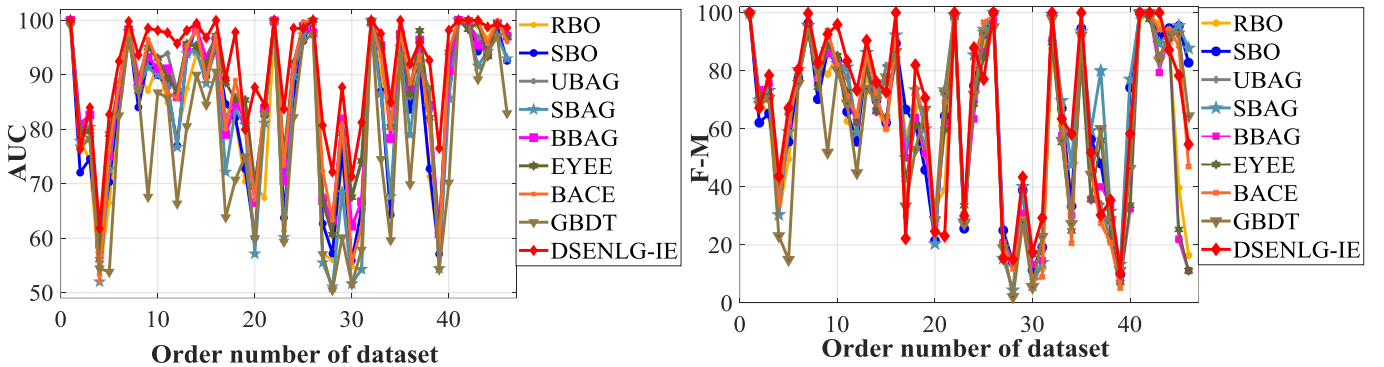 100
90
80
70
60
50
AUC
0
10
20
30
40
Order number of dataset
RBO
SBO
UBAG
SBAG
BBAG
EYEE
BACE
GBDT
DSENLG-IE
100
80
60
40
20
0
F-M
0
10
20
30
40
Order number of dataset
RBO
SBO
UBAG
SBAG
BBAG
EYEE
BACE
GBDT
DSENLG-IE